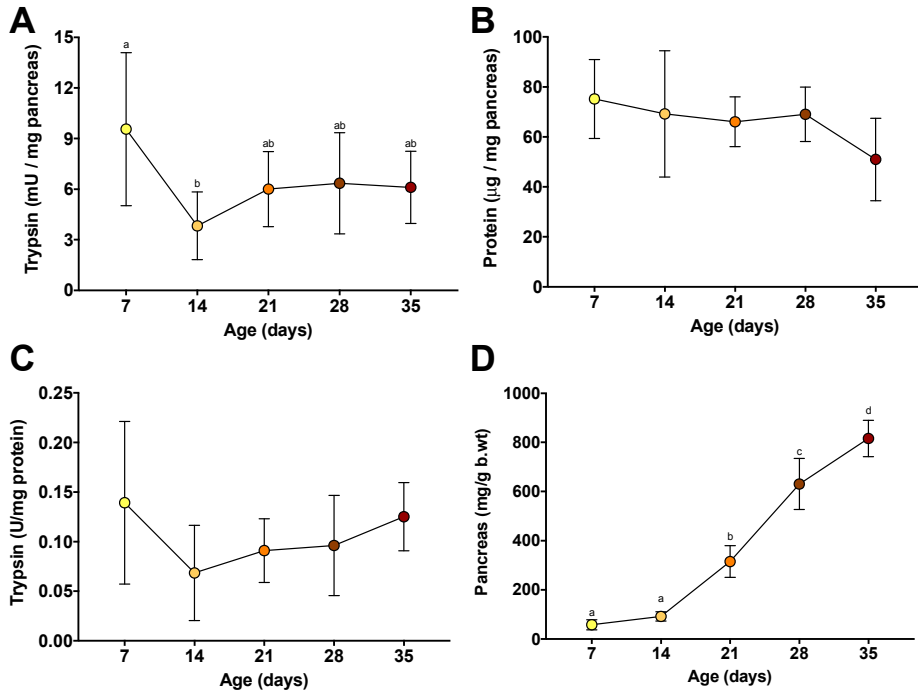 A
Trypsin (mU / mg pancreas)
15
12
9
6
3
0
a
b
ab
ab
ab
7 14 21 28 35
Age (days)
B
Protein (μg / mg pancreas)
100
80
60
40
20
0
7 14 21 28 35
Age (days)
C
Trypsin (U/mg protein)
0.25
0.20
0.15
0.10
0.05
0.00
7 14 21 28 35
Age (days)
D
Pancreas (mg/g b.wt)
1000
800
600
400
200
0
a
a
b
c
d
7 14 21 28 35
Age (days)